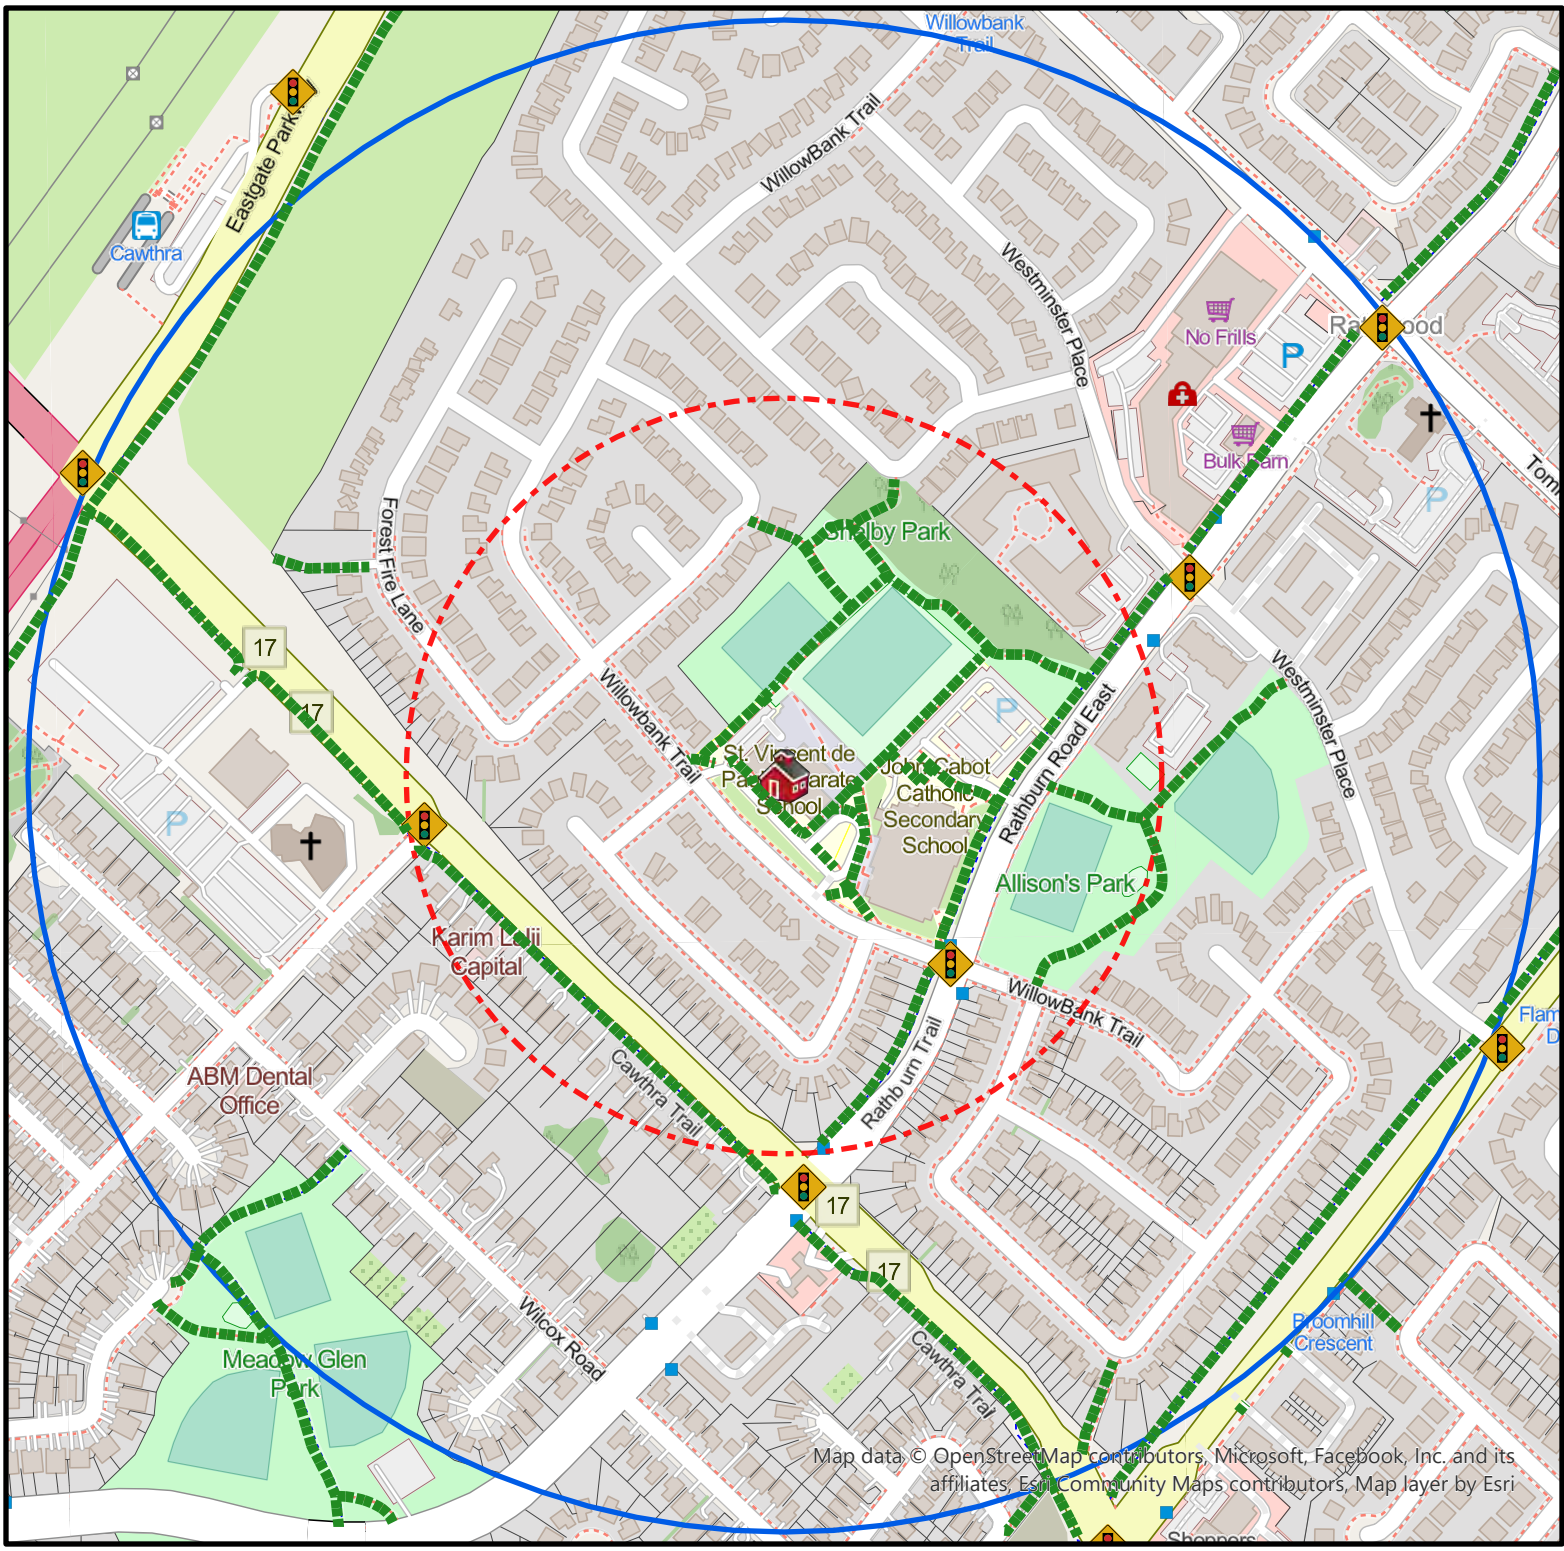 Willowbank
Trail
Eastgate Park
WillowBank Trail
Cawthra
Westminster Place
No Frills
P
Bulk Barn
P
Forest Fire Lane
Shelby Park
17
17
Willowbank Trail
P
Westminster Place
Rathburn Road East
St. Vincent de
School
John Cabot
Catholic
Secondary
School
P
Allison's Park
Karim Lalji
Capital
WillowBank Trail
Rathburn Trail
ABM Dental
Office
Cawthra Trail
17
17
Wilcox Road
Cawthra Trail
Broomhill
Crescent
Meadow Glen
Park
Map data © OpenStreetMap contributors, Microsoft, Facebook, Inc. and its
affiliates, Esri Community Maps contributors, Map layer by Esri
Shoppers